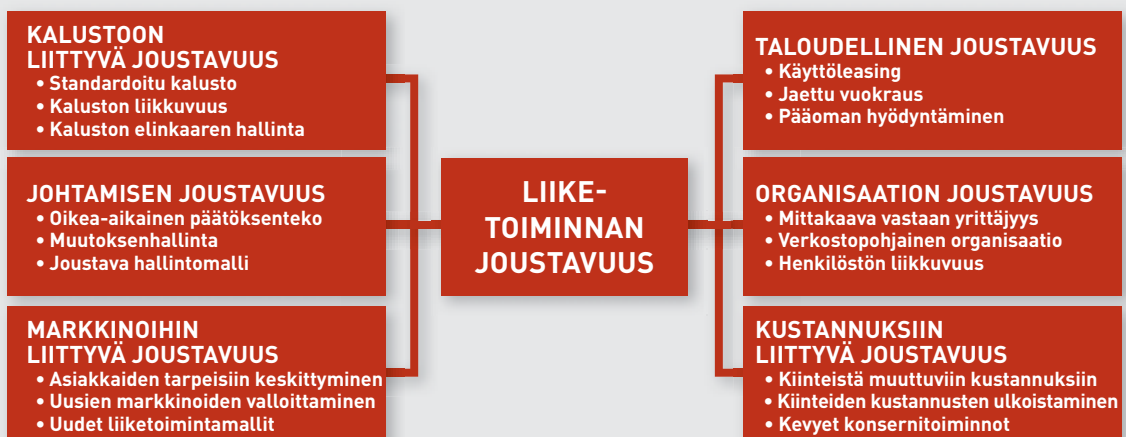 KALUSTOON
LIITTYVÄ JOUSTAVUUS
• Standardoitu kalusto
• Kaluston liikkuvuus
• Kaluston elinkaaren hallinta
JOHTAMISEN JOUSTAVUUS
• Oikea-aikainen päätöksenteko
• Muutoksenhallinta
• Joustava hallintomalli
MARKKINOIHIN
LIITTYVÄ JOUSTAVUUS
• Asiakkaiden tarpeisiin keskittyminen
• Uusien markkinoiden valloittaminen
• Uudet liiketoimintamallit
LIIKE-
TOIMINNAN
JOUSTAVUUS
TALOUDELLINEN JOUSTAVUUS
• Käyttöleasing
• Jaettu vuokraus
• Pääoman hyödyntäminen
ORGANISAATION JOUSTAVUUS
• Mittakaava vastaan yrittäjyys
• Verkostopohjainen organisaatio
• Henkilöstön liikkuvuus
KUSTANNUKSIIN
LIITTYVÄ JOUSTAVUUS
• Kiinteistä muuttuviin kustannuksiin
• Kiinteiden kustannusten ulkoistaminen
• Kevyet konsernitoiminnot